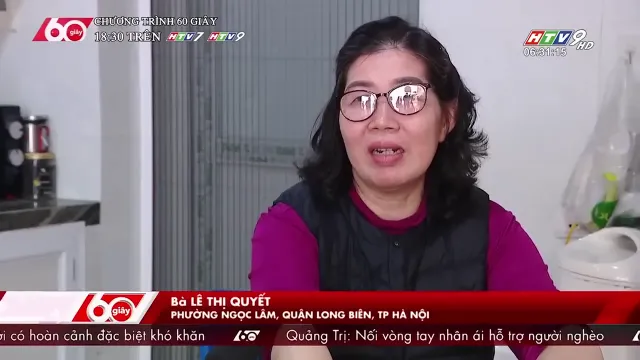 60 giây
CHƯƠNG TRÌNH 60 GIÂY
18:30 TRÊN HTV7 HTV9
HTV9 HD
06:31:15
60 giây
Bà LÊ THỊ QUYẾT
PHƯỜNG NGỌC LÂM, QUẬN LONG BIÊN, TP HÀ NỘI
ời có hoàn cảnh đặc biệt khó khăn Quảng Trị: Nối vòng tay nhân ái hỗ trợ người nghèo